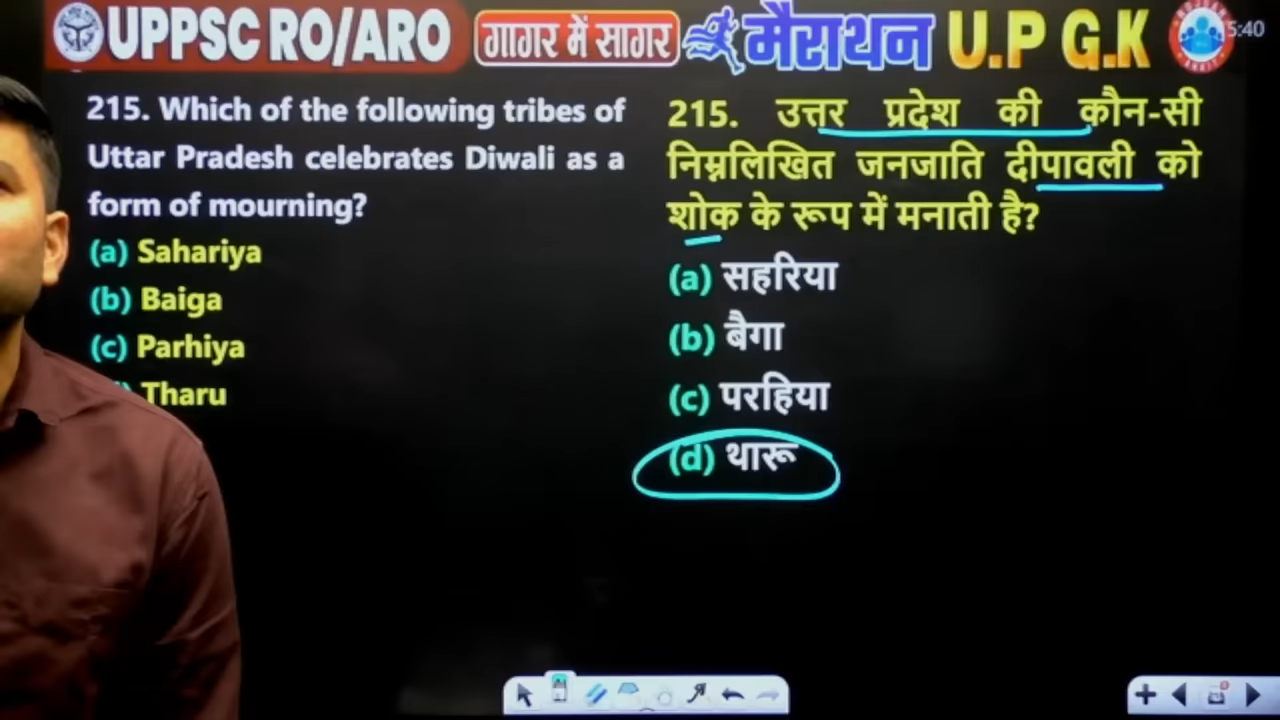 UPPSC RO/ARO गागर में सागर मैराथन U.P G.K
5:40
215. Which of the following tribes of
Uttar Pradesh celebrates Diwali as a
form of mourning?
(a) Sahariya
(b) Baiga
(c) Parhiya
Tharu
215. उत्तर प्रदेश की कौन-सी
निम्नलिखित जनजाति दीपावली को
शोक के रूप में मनाती है?
(a) सहरिया
(b) बैगा
(c) परहिया
(d) थारू